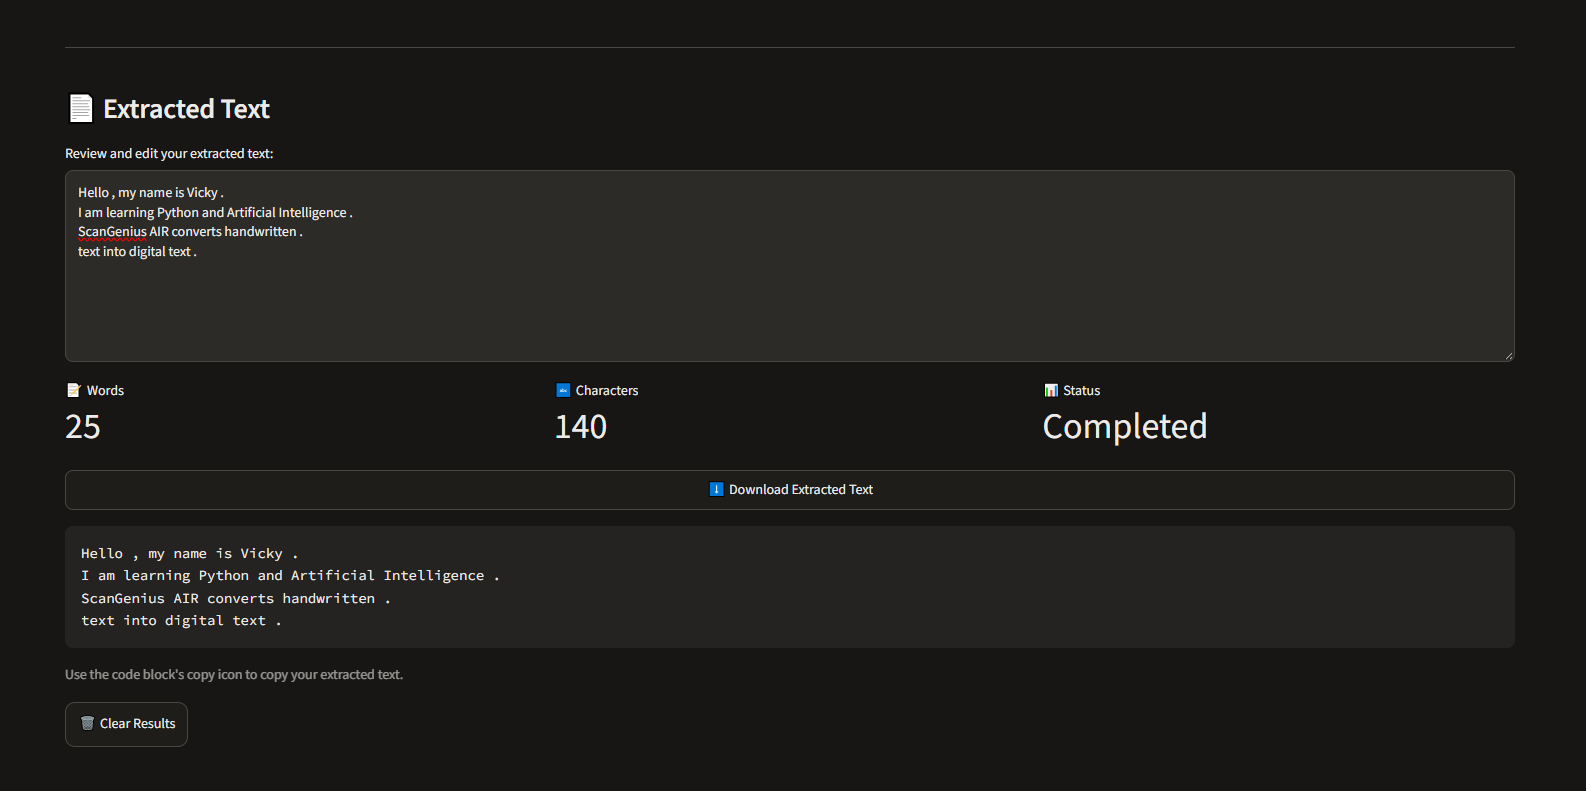 Extracted Text
Review and edit your extracted text:
Hello , my name is Vicky .
I am learning Python and Artificial Intelligence .
ScanGenius AIR converts handwritten .
text into digital text .
Words
25
abc Characters
140
Status
Completed
Download Extracted Text
Hello , my name is Vicky .
I am learning Python and Artificial Intelligence .
ScanGenius AIR converts handwritten .
text into digital text .
Use the code block's copy icon to copy your extracted text.
Clear Results